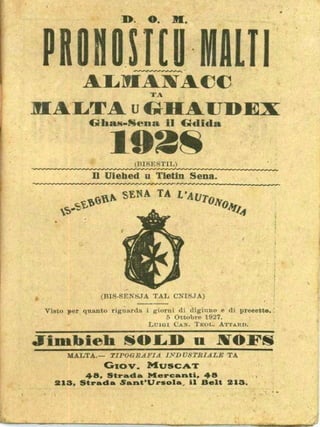 D. O. M.
PRONOSTCU MALTI
ALMANACC
TA
MALTA U GHAUDEX
Ghas-Sena il Gdida
1928
(BISESTIL)
Il Uiehed u Tletin Sena.
IS-SEBGHA SENA TA L'AUTONOMIA
(BIS-SENSJA TAL CNISJA)
Visto per quanto riguarda i giorni di digiuno e di precetto.
5 Ottobre 1927.
LUIGI CAN. TEOL. ATTARD.
Jimbieh SOLD u NOFS
MALTA.— TIPOGRAFIA INDUSTRIALE TA
GIOV. MUSCAT
48, Strada Mercanti, 48
213, Strada Sant'Ursola, il Belt 213.